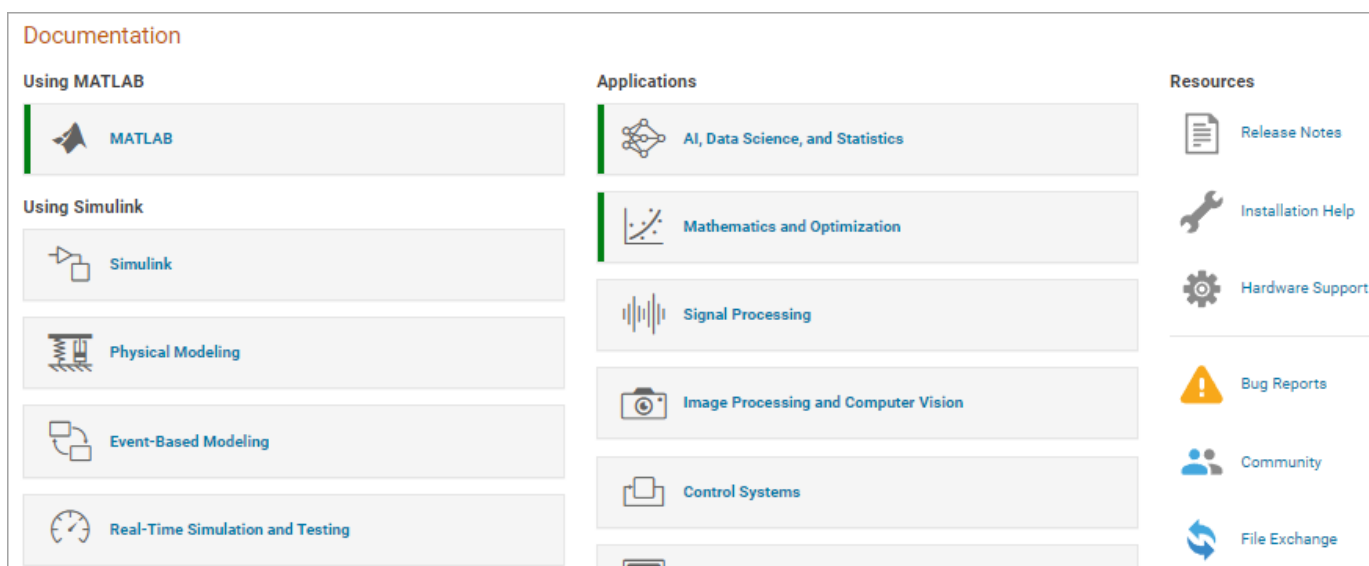 Documentation
Using MATLAB
MATLAB
Using Simulink
Simulink
Physical Modeling
Event-Based Modeling
Real-Time Simulation and Testing
Applications
AI, Data Science, and Statistics
Mathematics and Optimization
Signal Processing
Image Processing and Computer Vision
Control Systems
Resources
Release Notes
Installation Help
Hardware Support
Bug Reports
Community
File Exchange